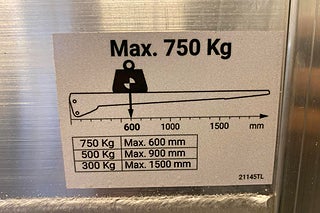 Max. 750 Kg
600 1000 1500 mm
750 Kg Max. 600 mm
500 Kg Max. 900 mm
300 Kg Max. 1500 mm
21145TL